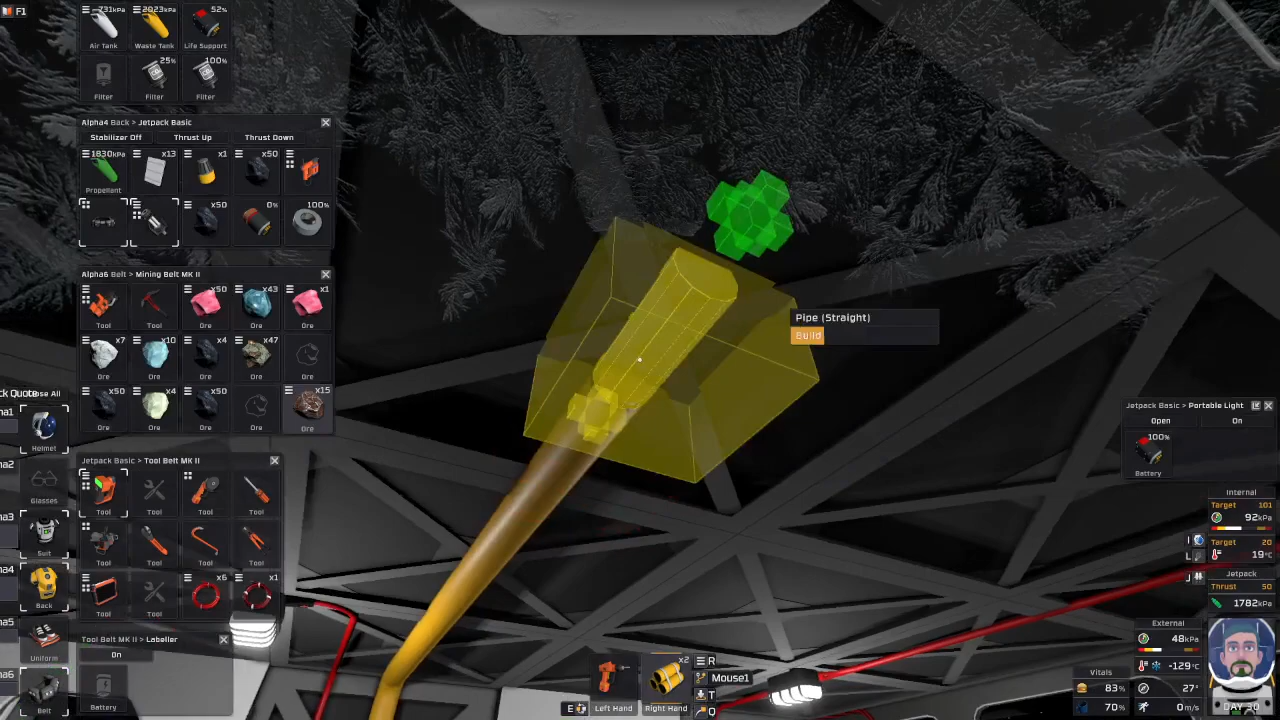 F1
731kPa 2023kPa 52%
Air Tank Waste Tank Life Support
25% 100%
Filter Filter Filter
Alpha4 Back > Jetpack Basic
Stabilizer Off Thrust Up Thrust Down
1830kPa x13 x1 x50
Propellant
x50 0% 100%
Alpha6 Belt > Mining Belt MK II
x50 x43 x1
Tool Tool Ore Ore Ore
x7 x10 x4 x47
Ore Ore Ore Ore Ore
x50 x4 x50 x15
Ore Ore Ore Ore Ore
Helmet
Glasses
Suit
Back
Uniform
Belt
Jetpack Basic > Tool Belt MK II
Tool Tool Tool Tool
Tool Tool Tool Tool
x6 x1
Tool Tool Tool Tool
Tool Belt MK II > Labeller
On
Battery
Pipe (Straight)
Build
Jetpack Basic > Portable Light
Open On
100%
Battery
Internal
Target 101
92kPa
Target 20
19°C
Jetpack
Thrust 50
1782kPa
External
48kPa
-129°C
Vitals
83% 27°
70% 0m/s
DAY 30
x2
R
Mouse1
T
Q
E
Left Hand Right Hand